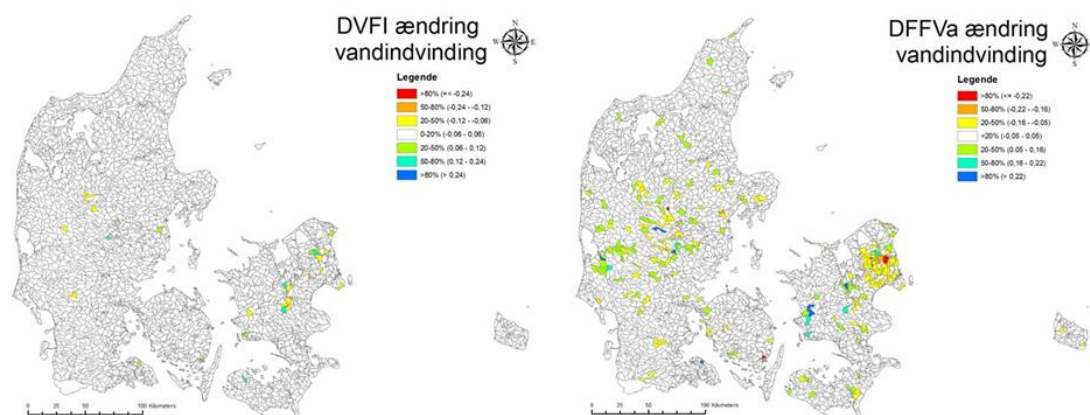 DVFI ændring
vandindvinding
N
W E
S
Legende
>80% (=< -0,24)
50-80% (-0,24 - -0,12)
20-50% (-0,12 - -0,06)
0-20% (-0,06 - 0,06)
20-50% (0,06 - 0,12)
50-80% (0,12 - 0,24)
>80% (> 0,24)
0 25 50 100 Kilometers
DFFVa ændring
vandindvinding
N
W E
S
Legende
>80% (<= -0,22)
50-80% (-0,22 - -0,16)
20-50% (-0,16 - -0,05)
<20% (-0,05 - 0,05)
20-50% (0,05 - 0,16)
50-80% (0,16 - 0,22)
>80% (> 0,22)
0 25 50 100 Kilometers